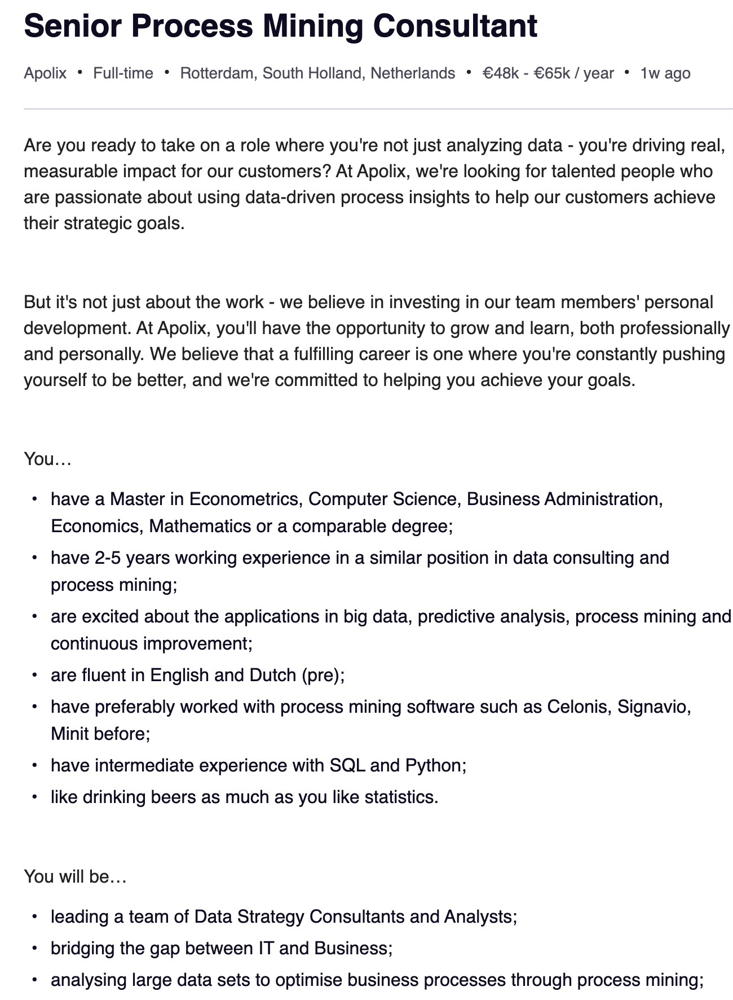 Senior Process Mining Consultant
Apolix • Full-time • Rotterdam, South Holland, Netherlands • €48k - €65k / year • 1w ago
Are you ready to take on a role where you're not just analyzing data - you're driving real,
measurable impact for our customers? At Apolix, we're looking for talented people who
are passionate about using data-driven process insights to help our customers achieve
their strategic goals.
But it's not just about the work - we believe in investing in our team members' personal
development. At Apolix, you'll have the opportunity to grow and learn, both professionally
and personally. We believe that a fulfilling career is one where you're constantly pushing
yourself to be better, and we're committed to helping you achieve your goals.
You…
• have a Master in Econometrics, Computer Science, Business Administration,
Economics, Mathematics or a comparable degree;
• have 2-5 years working experience in a similar position in data consulting and
process mining;
• are excited about the applications in big data, predictive analysis, process mining and
continuous improvement;
• are fluent in English and Dutch (pre);
• have preferably worked with process mining software such as Celonis, Signavio,
Minit before;
• have intermediate experience with SQL and Python;
• like drinking beers as much as you like statistics.
You will be…
• leading a team of Data Strategy Consultants and Analysts;
• bridging the gap between IT and Business;
• analysing large data sets to optimise business processes through process mining;